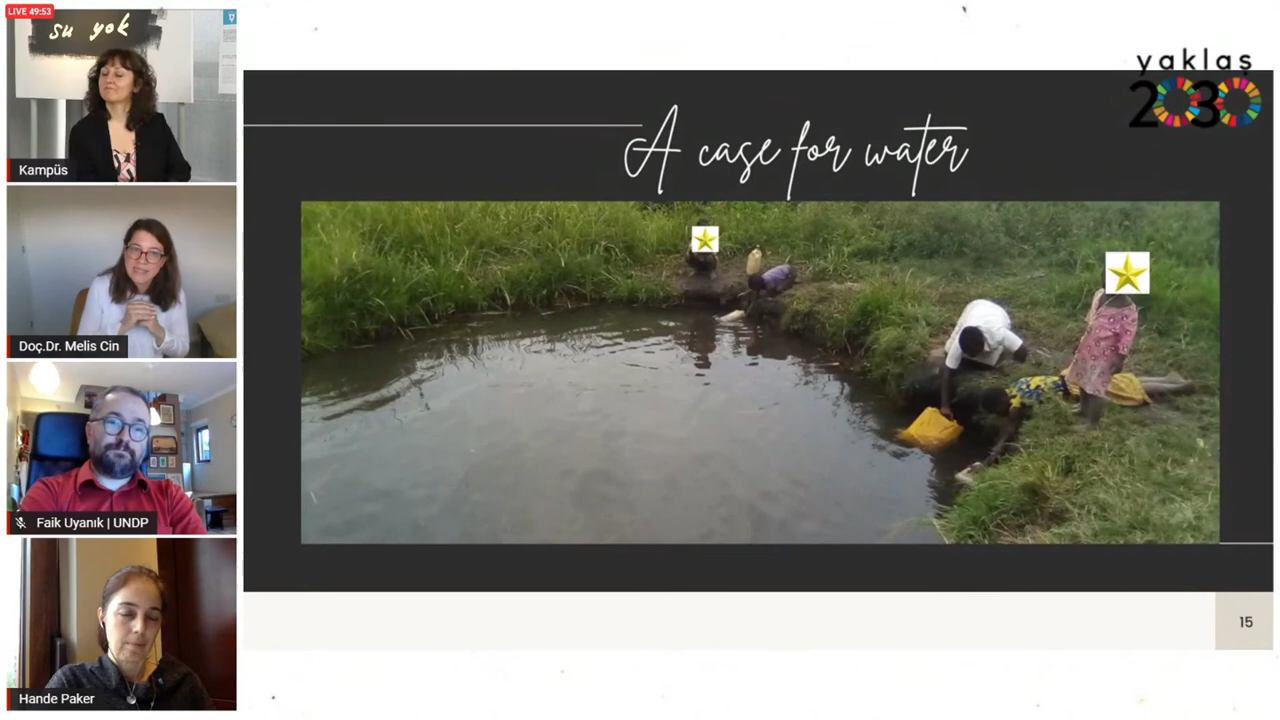 LIVE 49:53
su yok
Kampüs
Doç.Dr. Melis Cin
Faik Uyanık | UNDP
Hande Paker
yaklaş
2030
A case for water
15